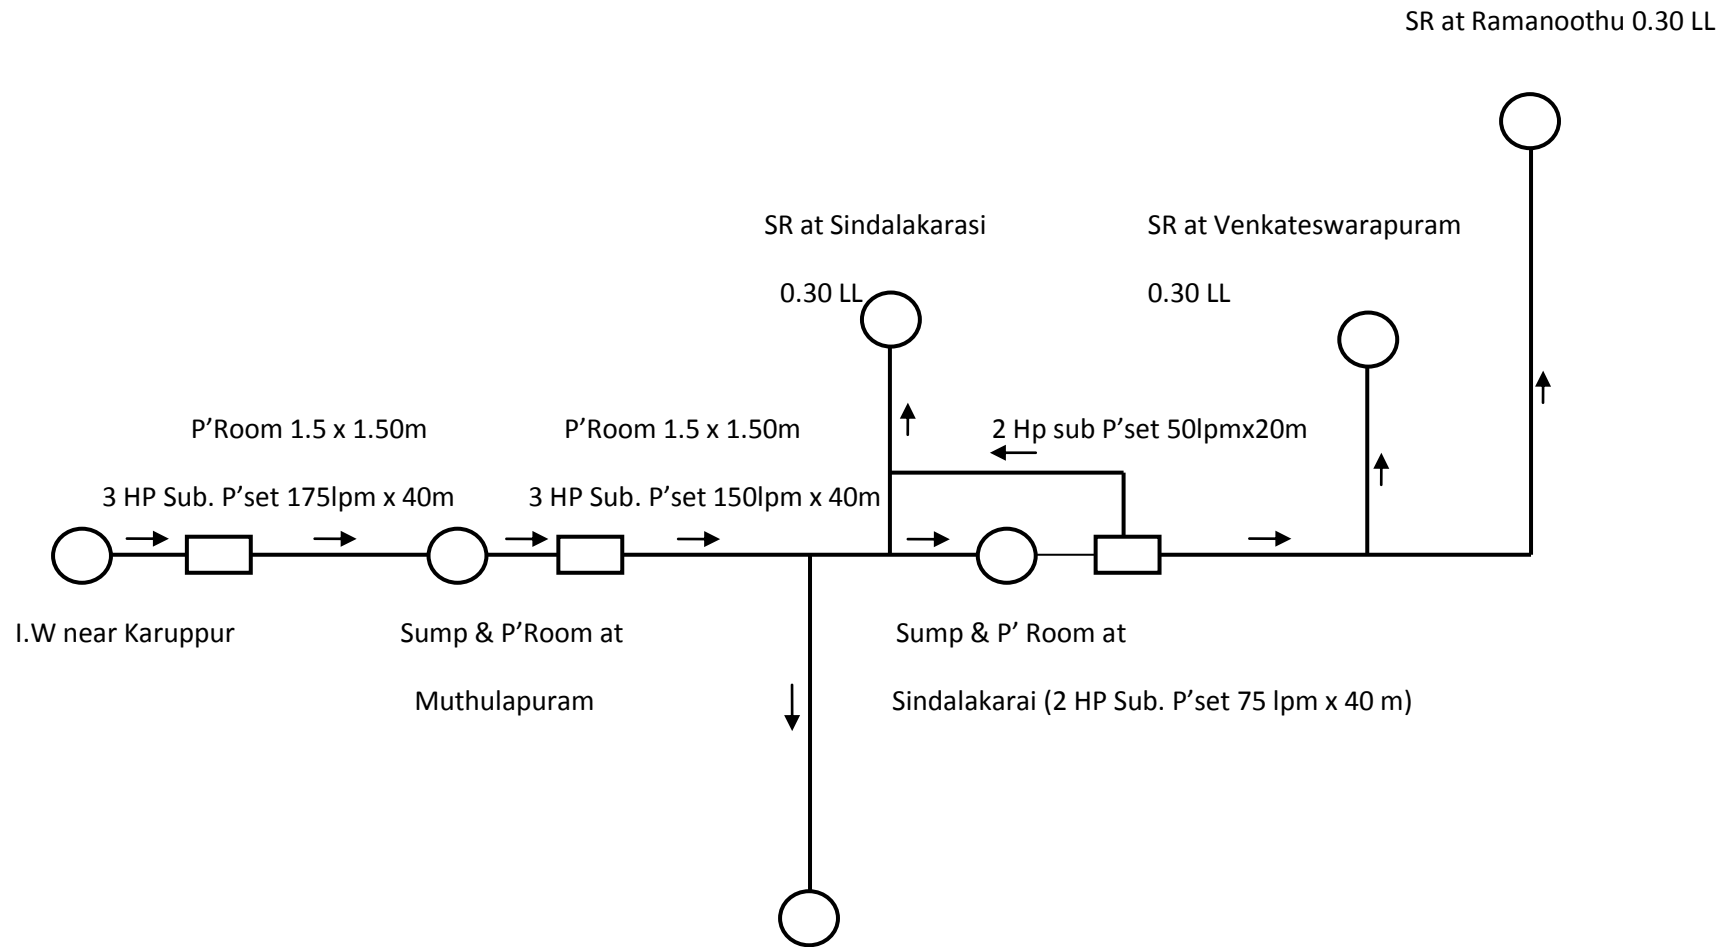 SR at Ramanoothu 0.30 LL
SR at Sindalakarasi
SR at Venkateswarapuram
0.30 LL
0.30 LL
P’Room 1.5 x 1.50m
P’Room 1.5 x 1.50m
2 Hp sub P’set 50lpmx20m
3 HP Sub. P’set 175lpm x 40m
3 HP Sub. P’set 150lpm x 40m
I.W near Karuppur
Sump & P’Room at
Sump & P’ Room at
Muthulapuram
Sindalakarai (2 HP Sub. P’set 75 lpm x 40 m)